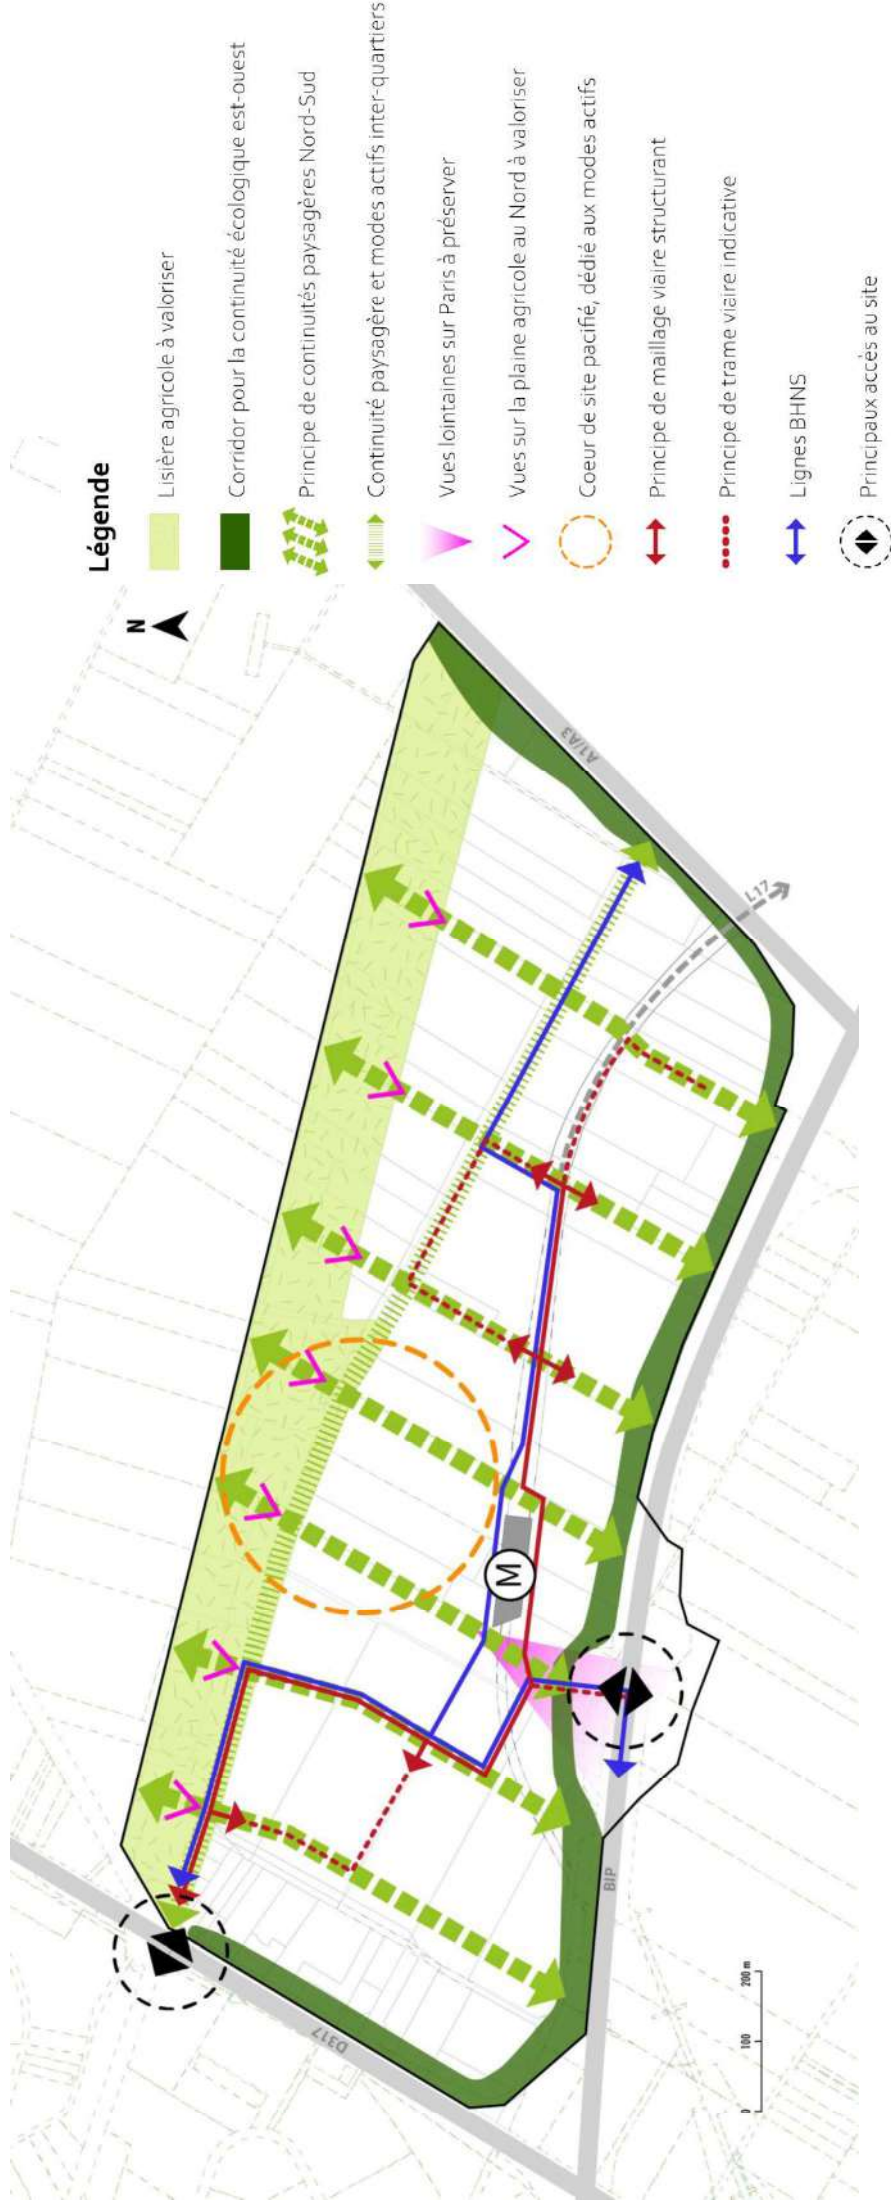 Légende
Lisière agricole à valoriser
Corridor pour la continuité écologique est-ouest
Principe de continuités paysagères Nord-Sud
Continuité paysagère et modes actifs inter-quartiers
Vues lointaines sur Paris à préserver
Vues sur la plaine agricole au Nord à valoriser
Coeur de site pacifié, dédié aux modes actifs
Principe de maillage viaire structurant
Principe de trame viaire indicative
Lignes BHNS
Principaux accès au site
N
A1/A3
L17
M
BIP
D317
0 100 200 m